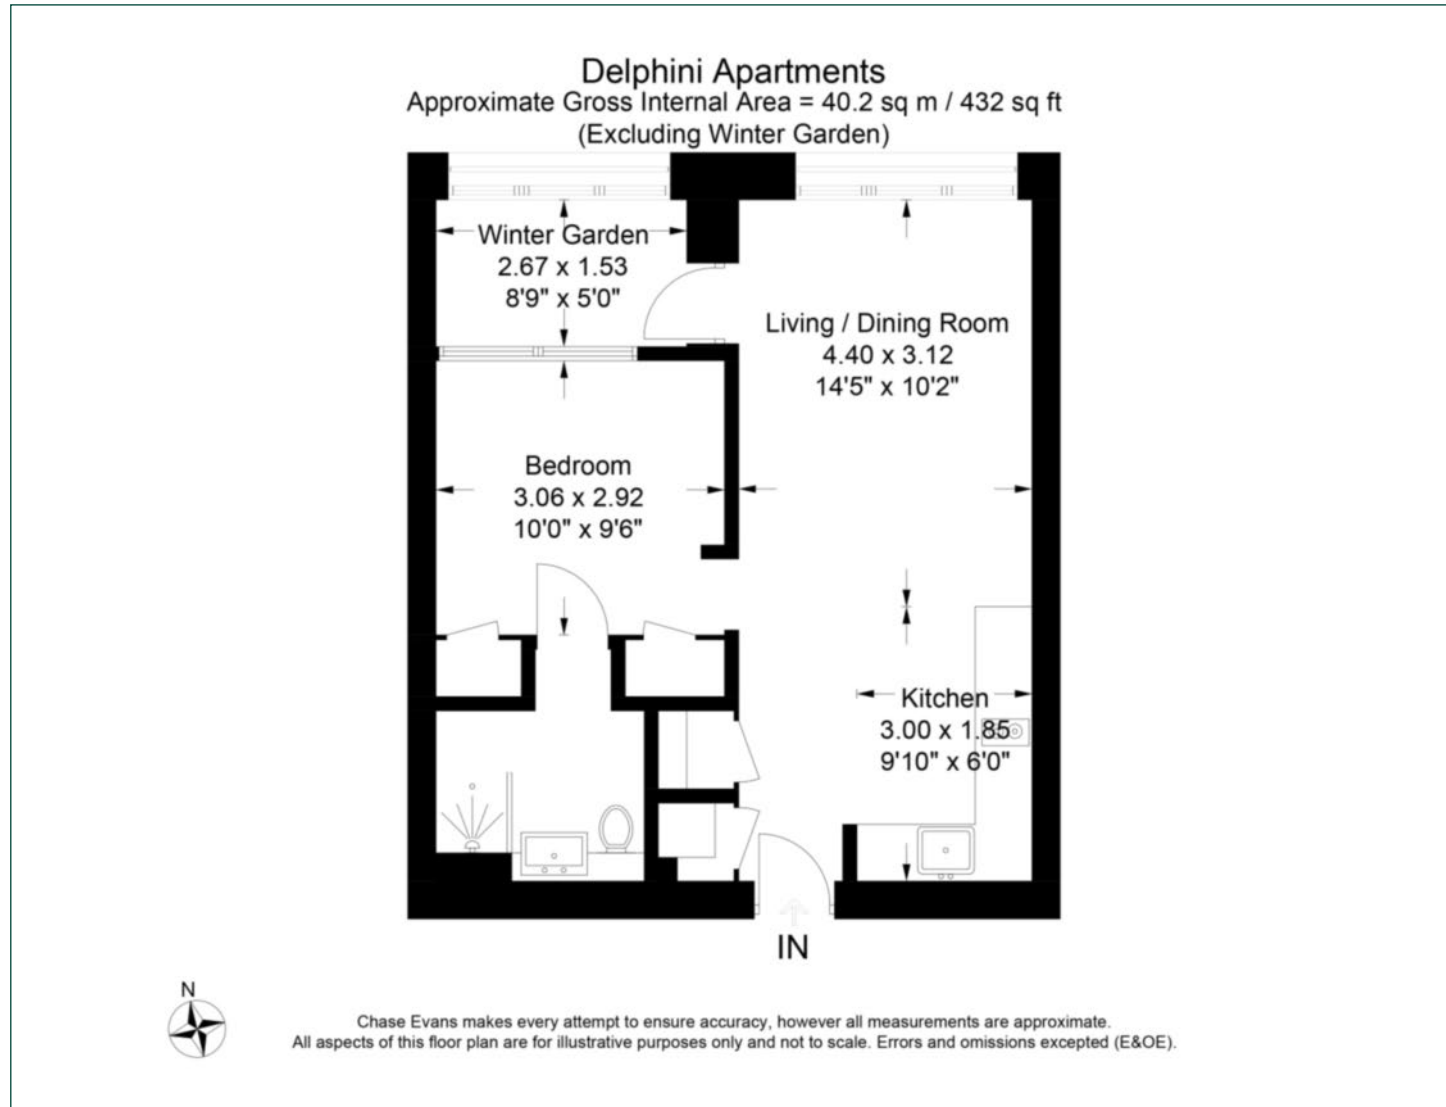 Delphini Apartments
Approximate Gross Internal Area = 40.2 sq m / 432 sq ft
(Excluding Winter Garden)
Winter Garden
2.67 x 1.53
8'9" x 5'0"
Living / Dining Room
4.40 x 3.12
14'5" x 10'2"
Bedroom
3.06 x 2.92
10'0" x 9'6"
Kitchen
3.00 x 1.85
9'10" x 6'0"
IN
N
Chase Evans makes every attempt to ensure accuracy, however all measurements are approximate.
All aspects of this floor plan are for illustrative purposes only and not to scale. Errors and omissions excepted (E&OE).